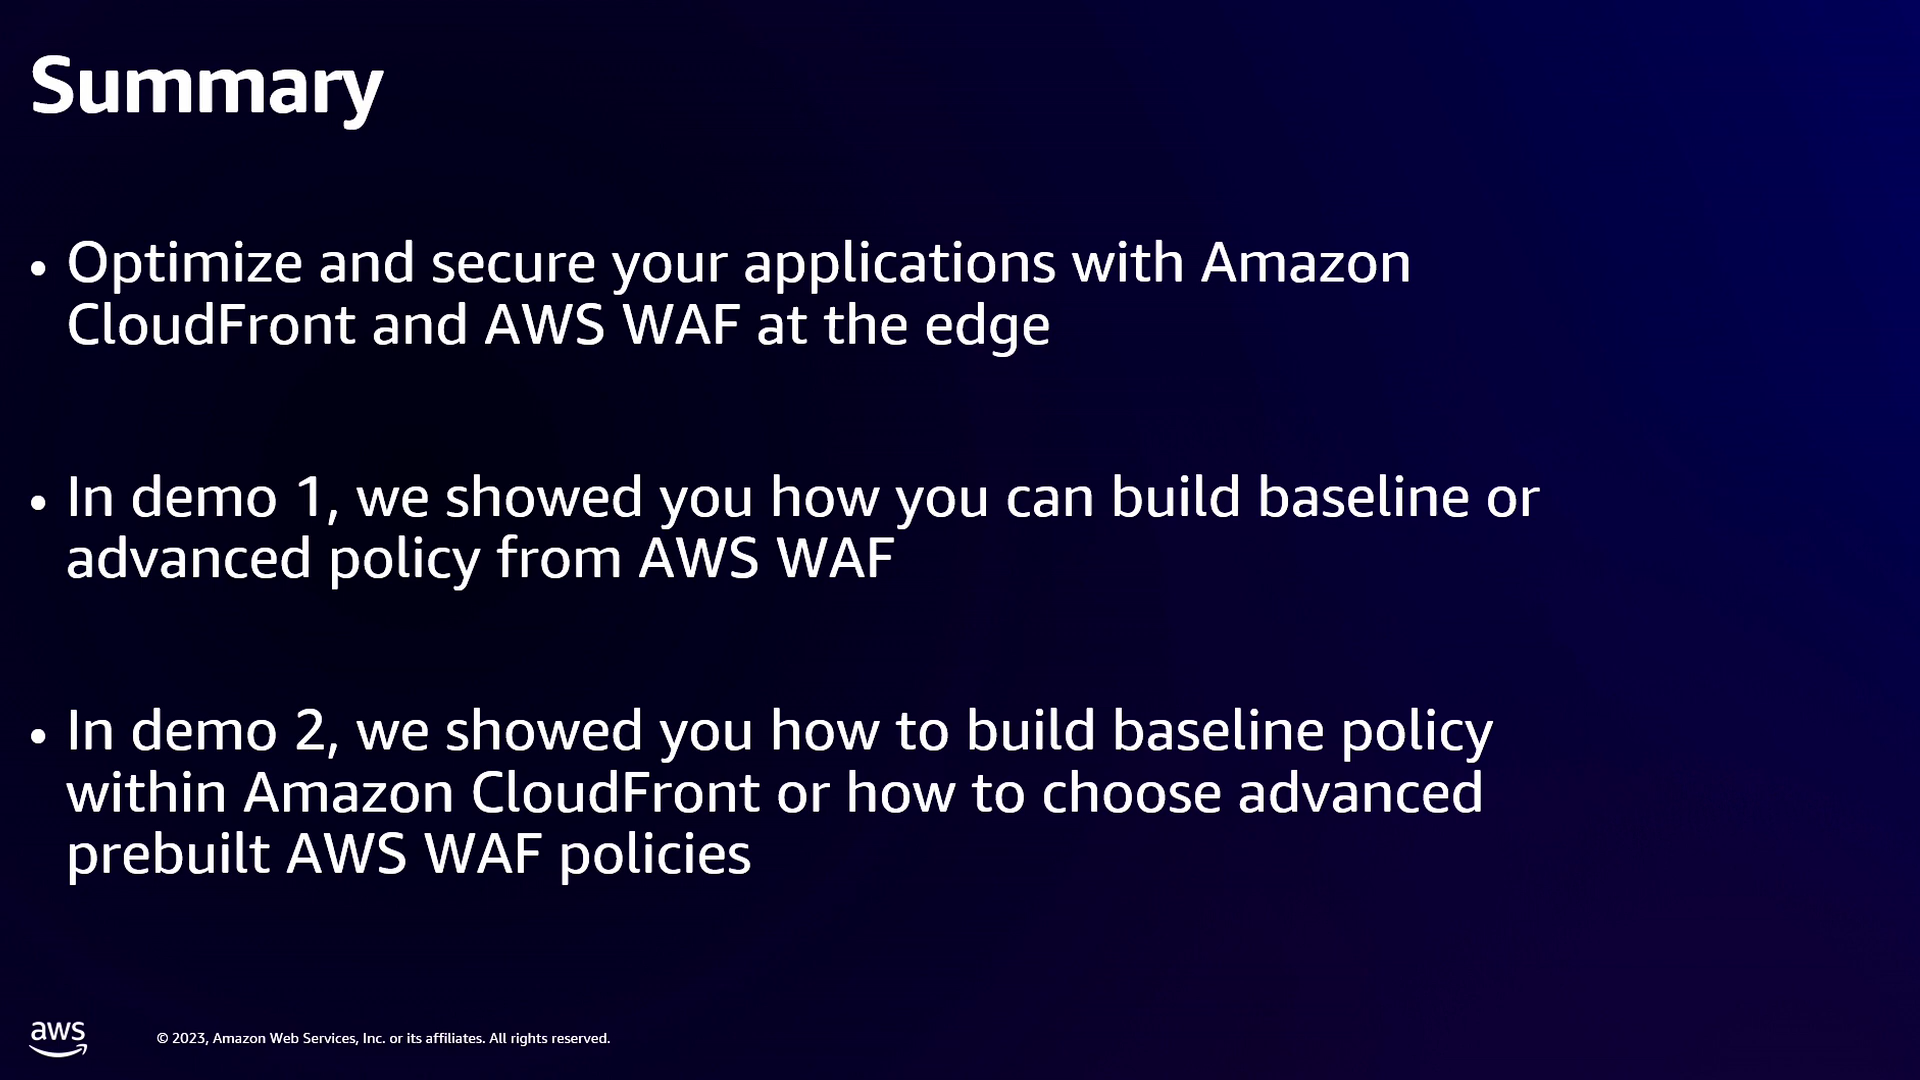 Summary
• Optimize and secure your applications with Amazon
CloudFront and AWS WAF at the edge
• In demo 1, we showed you how you can build baseline or
advanced policy from AWS WAF
• In demo 2, we showed you how to build baseline policy
within Amazon CloudFront or how to choose advanced
prebuilt AWS WAF policies
aws
© 2023, Amazon Web Services, Inc. or its affiliates. All rights reserved.